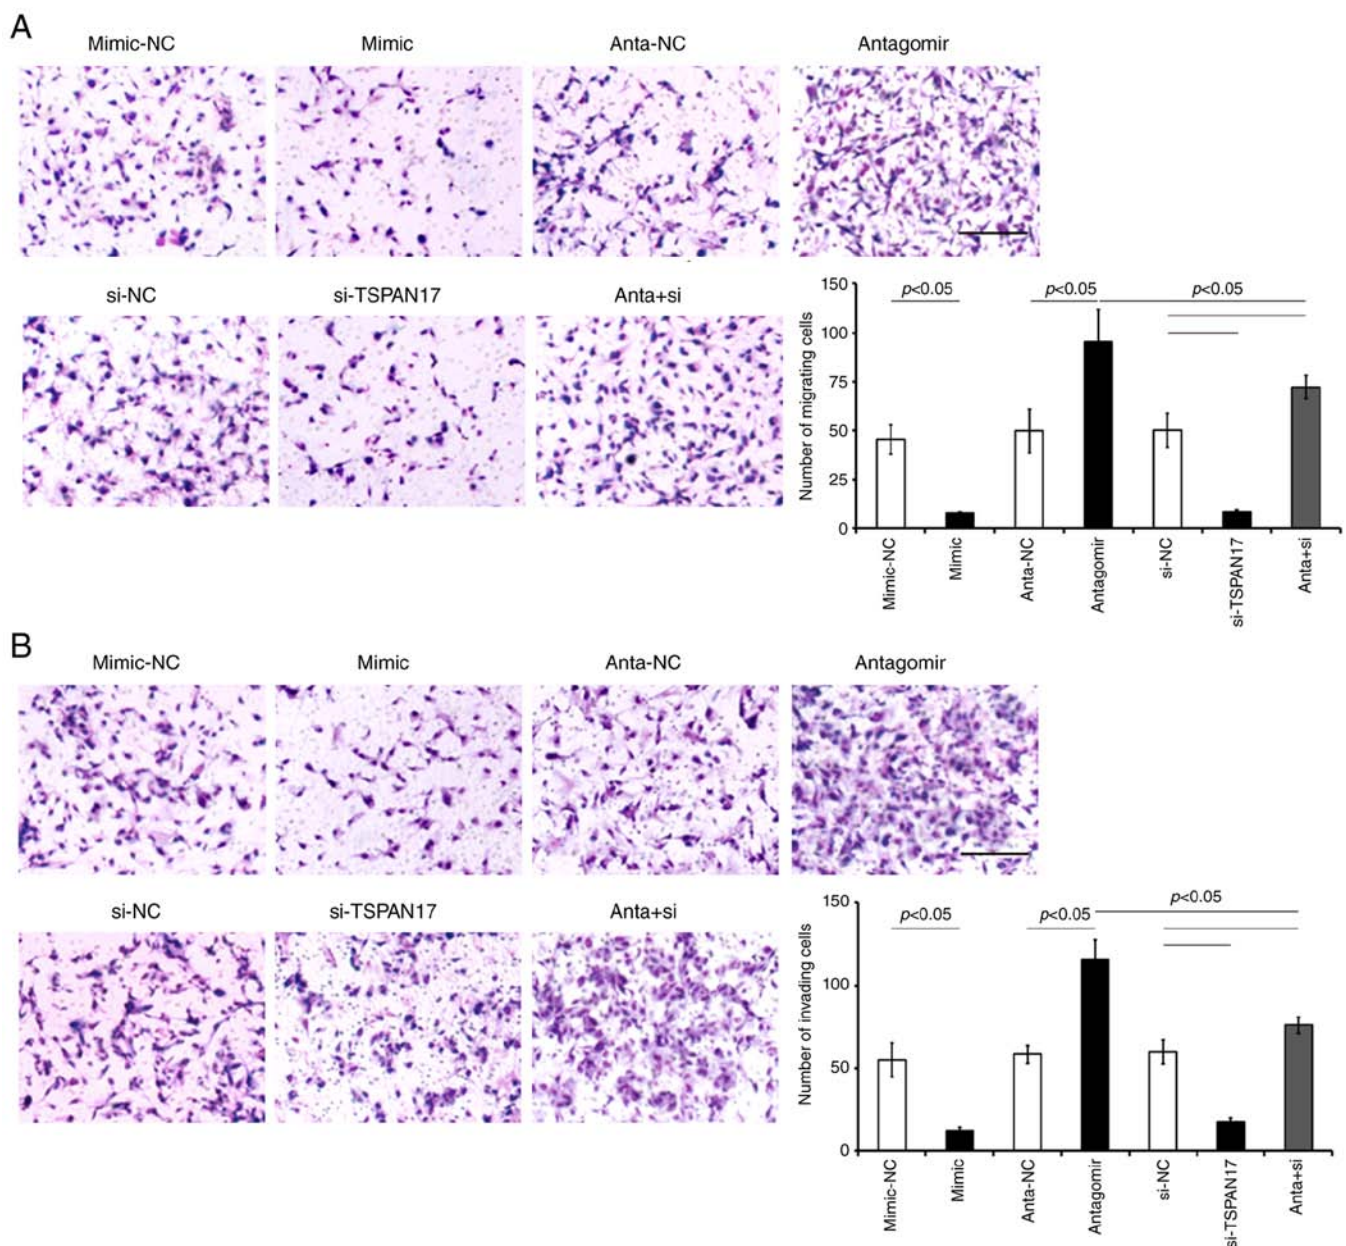 A
Mimic-NC Mimic Anta-NC Antagomir
si-NC si-TSPAN17 Anta+si
150
125
100
75
50
25
0
Number of migrating cells
p<0.05 p<0.05 p<0.05
Mimic-NC Mimic Anta-NC Antagomir si-NC si-TSPAN17 Anta+si
B
Mimic-NC Mimic Anta-NC Antagomir
si-NC si-TSPAN17 Anta+si
150
100
50
0
Number of invading cells
p<0.05 p<0.05 p<0.05
Mimic-NC Mimic Anta-NC Antagomir si-NC si-TSPAN17 Anta+si